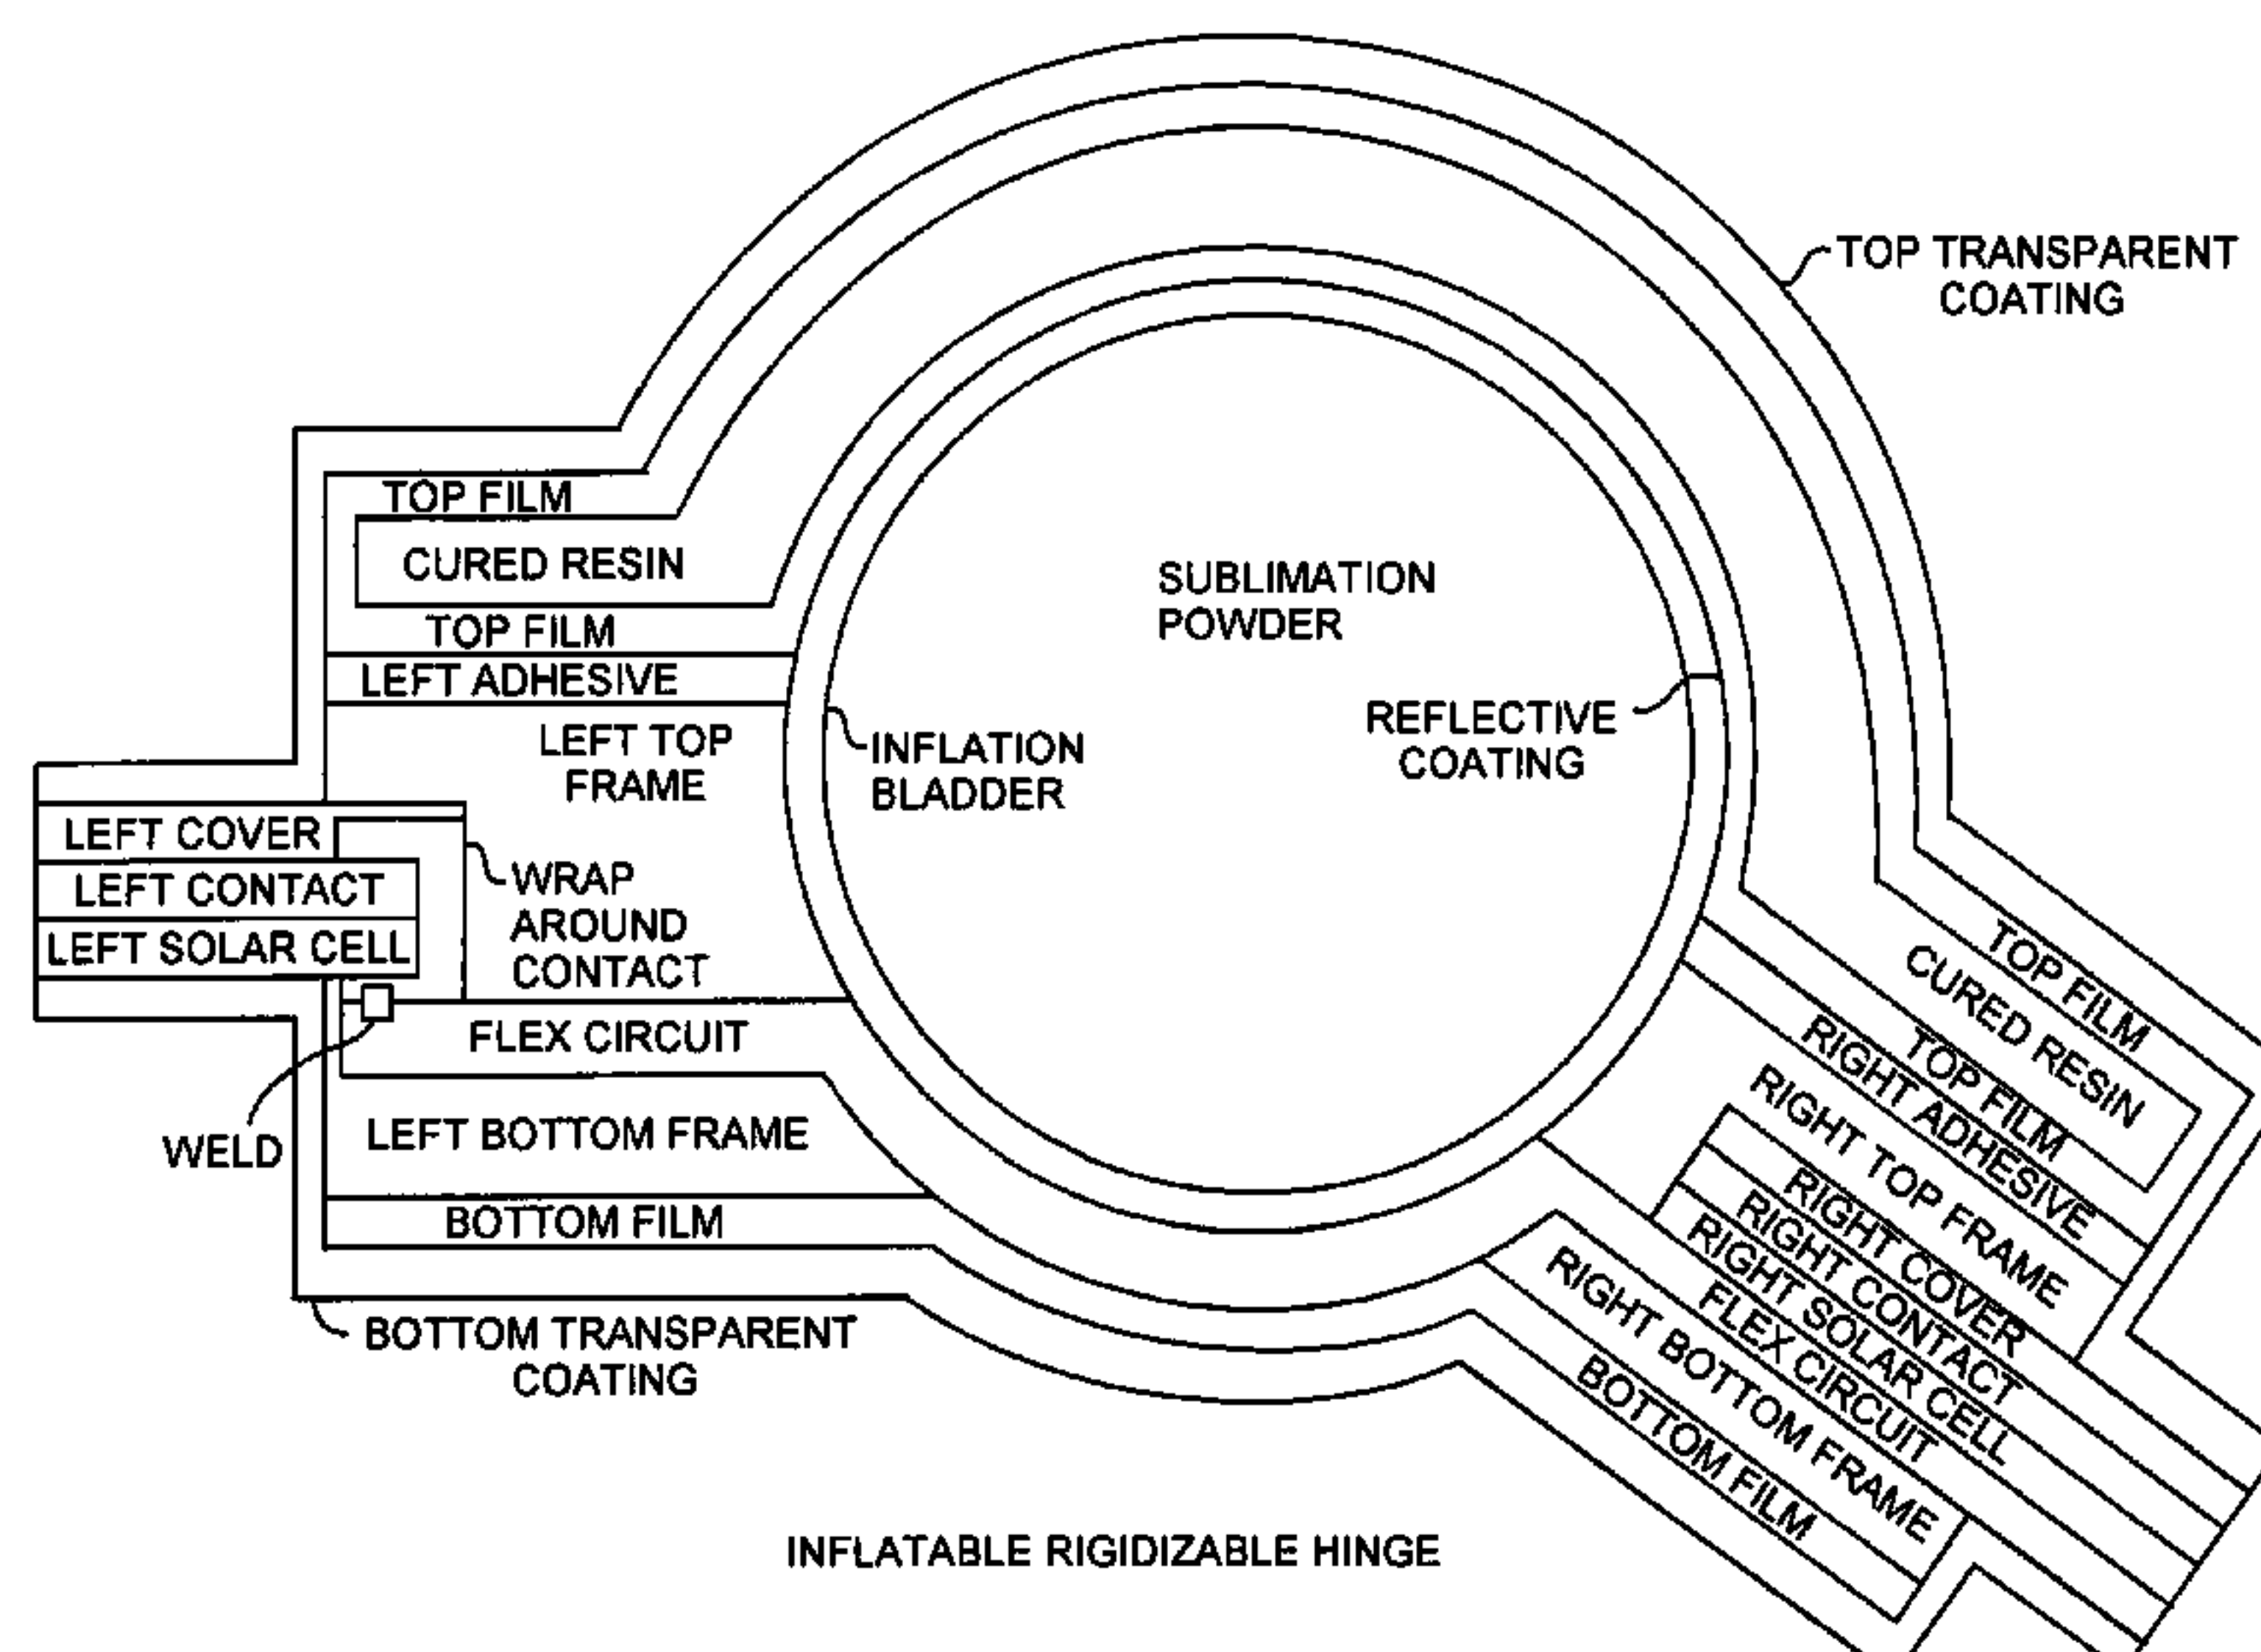 TOP TRANSPARENT
COATING
TOP FILM
CURED RESIN
TOP FILM
LEFT ADHESIVE
LEFT TOP
FRAME
SUBLIMATION
POWDER
REFLECTIVE
COATING
INFLATION
BLADDER
LEFT COVER
LEFT CONTACT
LEFT SOLAR CELL
WRAP
AROUND
CONTACT
FLEX CIRCUIT
WELD
LEFT BOTTOM FRAME
BOTTOM FILM
BOTTOM TRANSPARENT
COATING
TOP FILM
CURED RESIN
TOP FILM
RIGHT ADHESIVE
RIGHT TOP FRAME
RIGHT COVER
RIGHT CONTACT
RIGHT SOLAR CELL
FLEX CIRCUIT
RIGHT BOTTOM FRAME
BOTTOM FILM
INFLATABLE RIGIDIZABLE HINGE